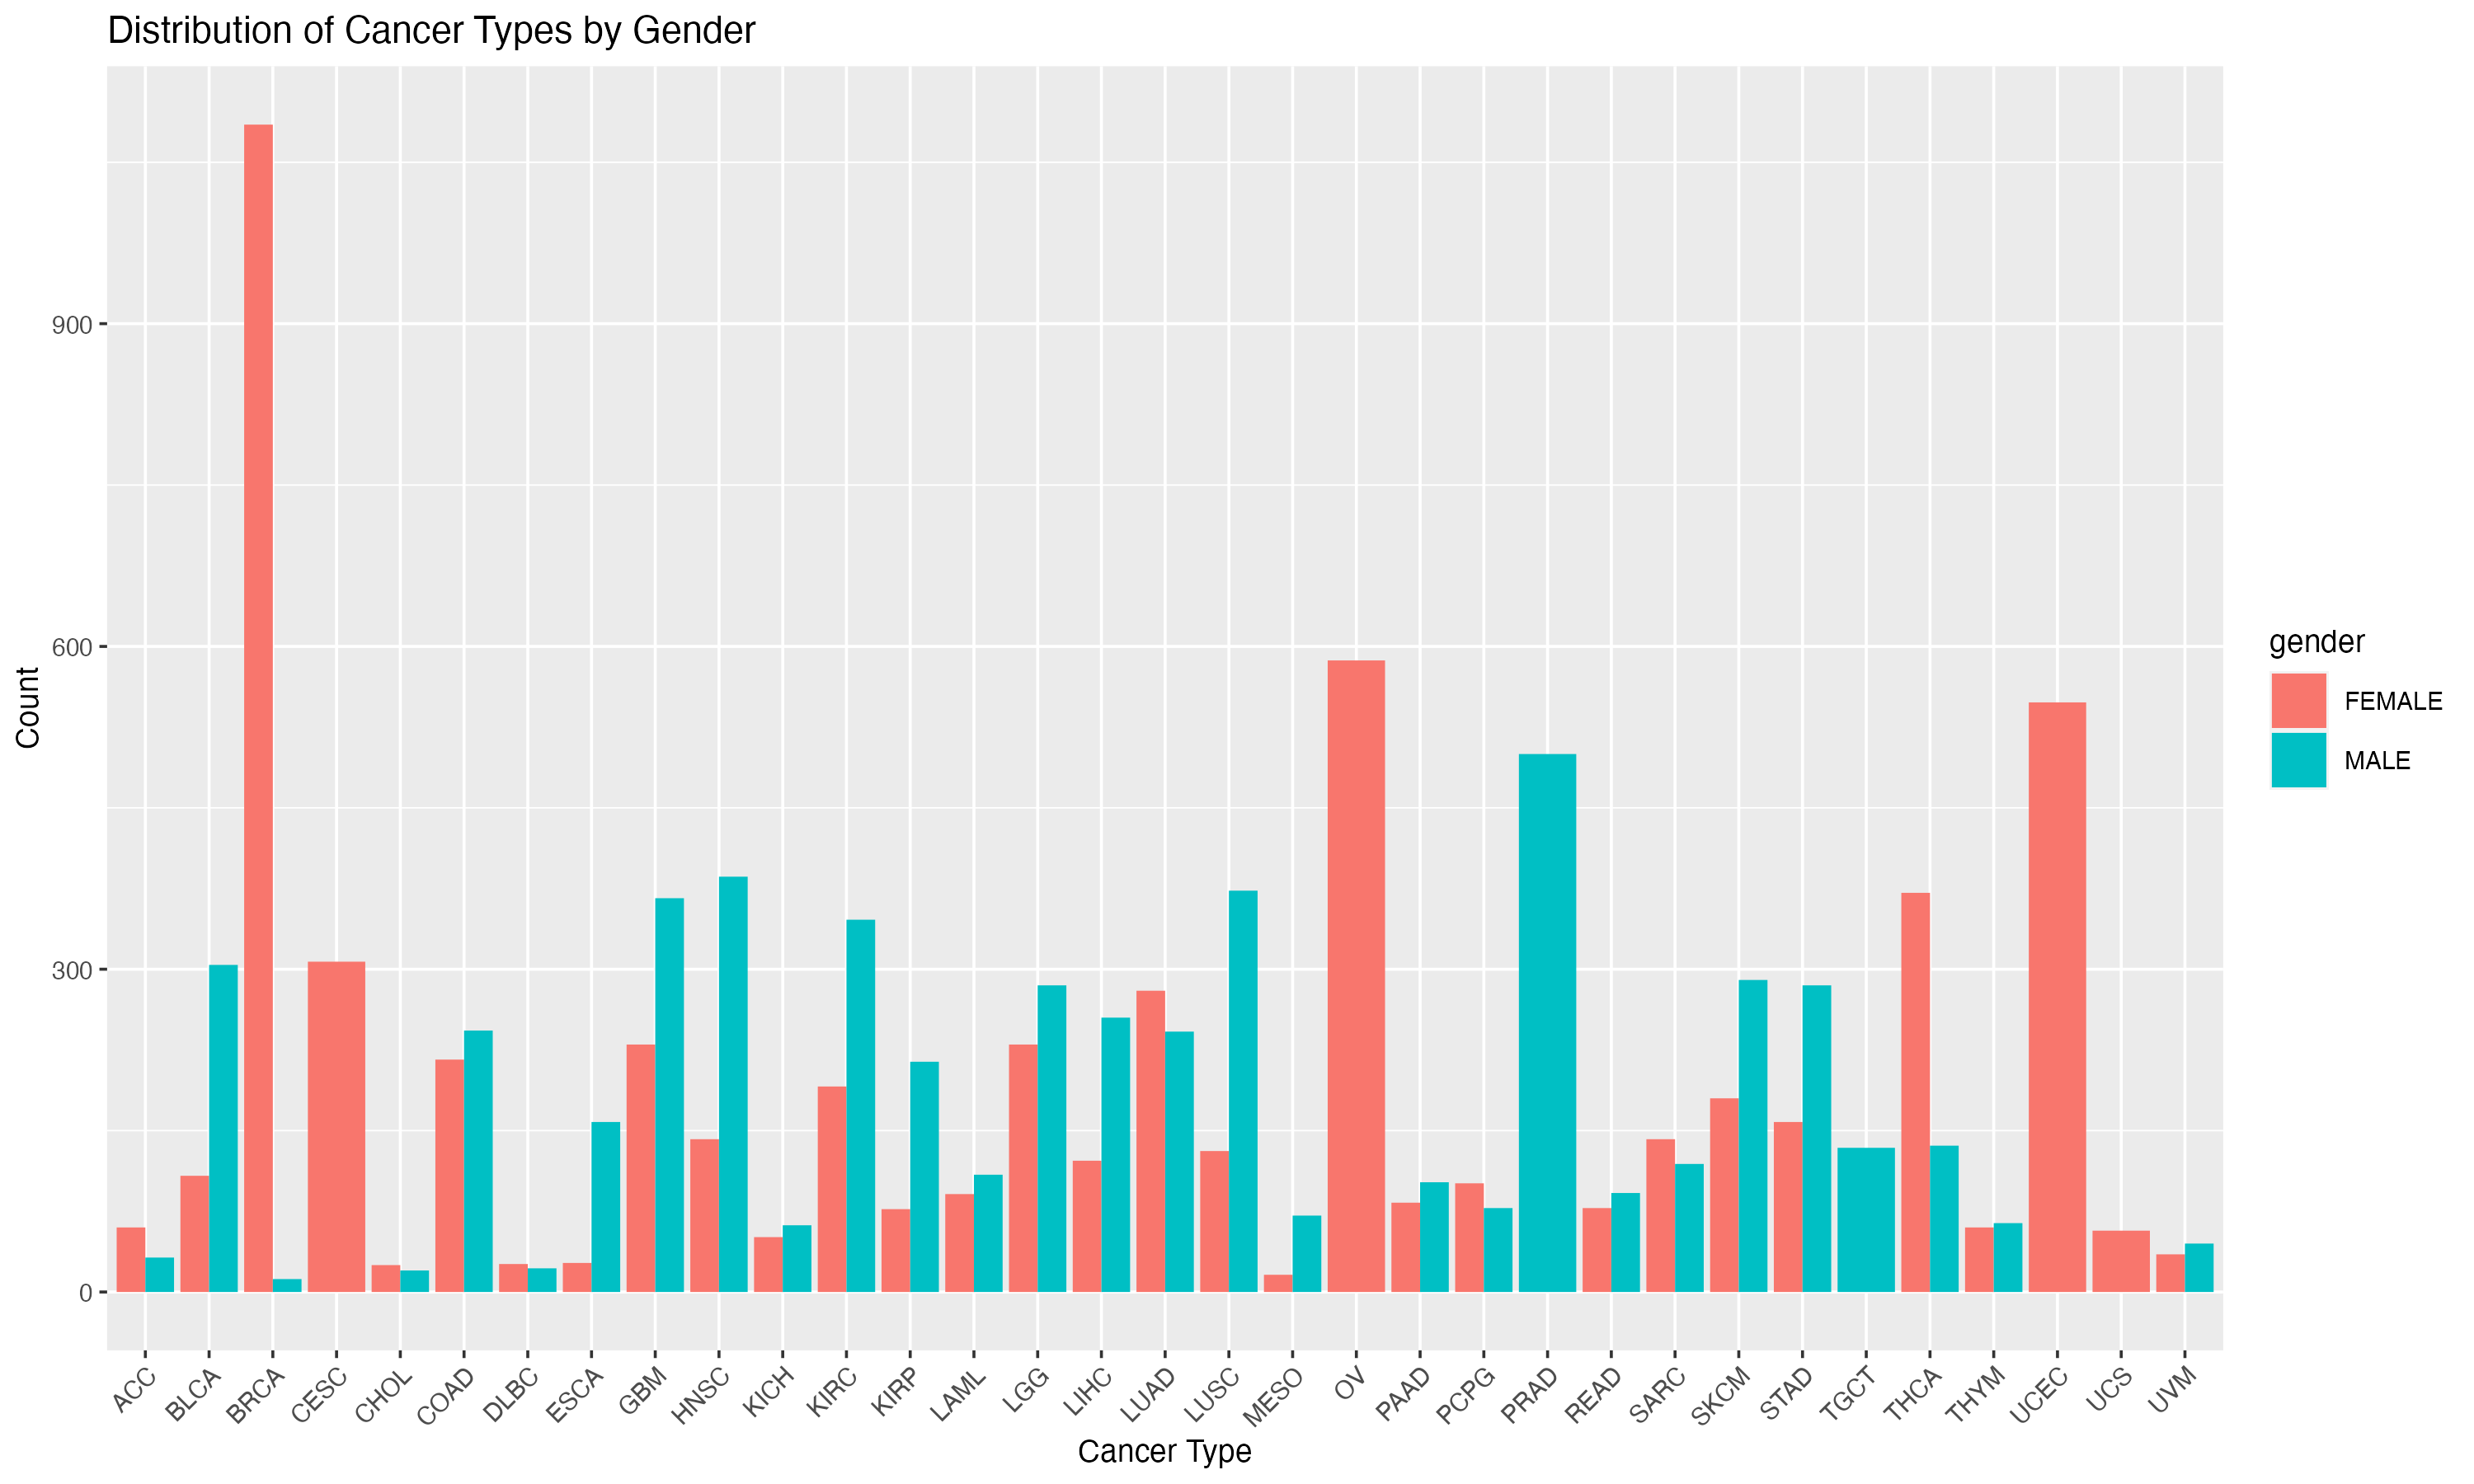 Distribution of Cancer Types by Gender
Count
900
600
300
0
ACC
BLCA
BRCA
CESC
CHOL
COAD
DLBC
ESCA
GBM
HNSC
KICH
KIRC
KIRP
LAML
LGG
LIHC
LUAD
LUSC
MESO
OV
PAAD
PCPG
PRAD
READ
SARC
SKCM
STAD
TGCT
THCA
THYM
UCEC
UCS
UVM
Cancer Type
gender
FEMALE
MALE